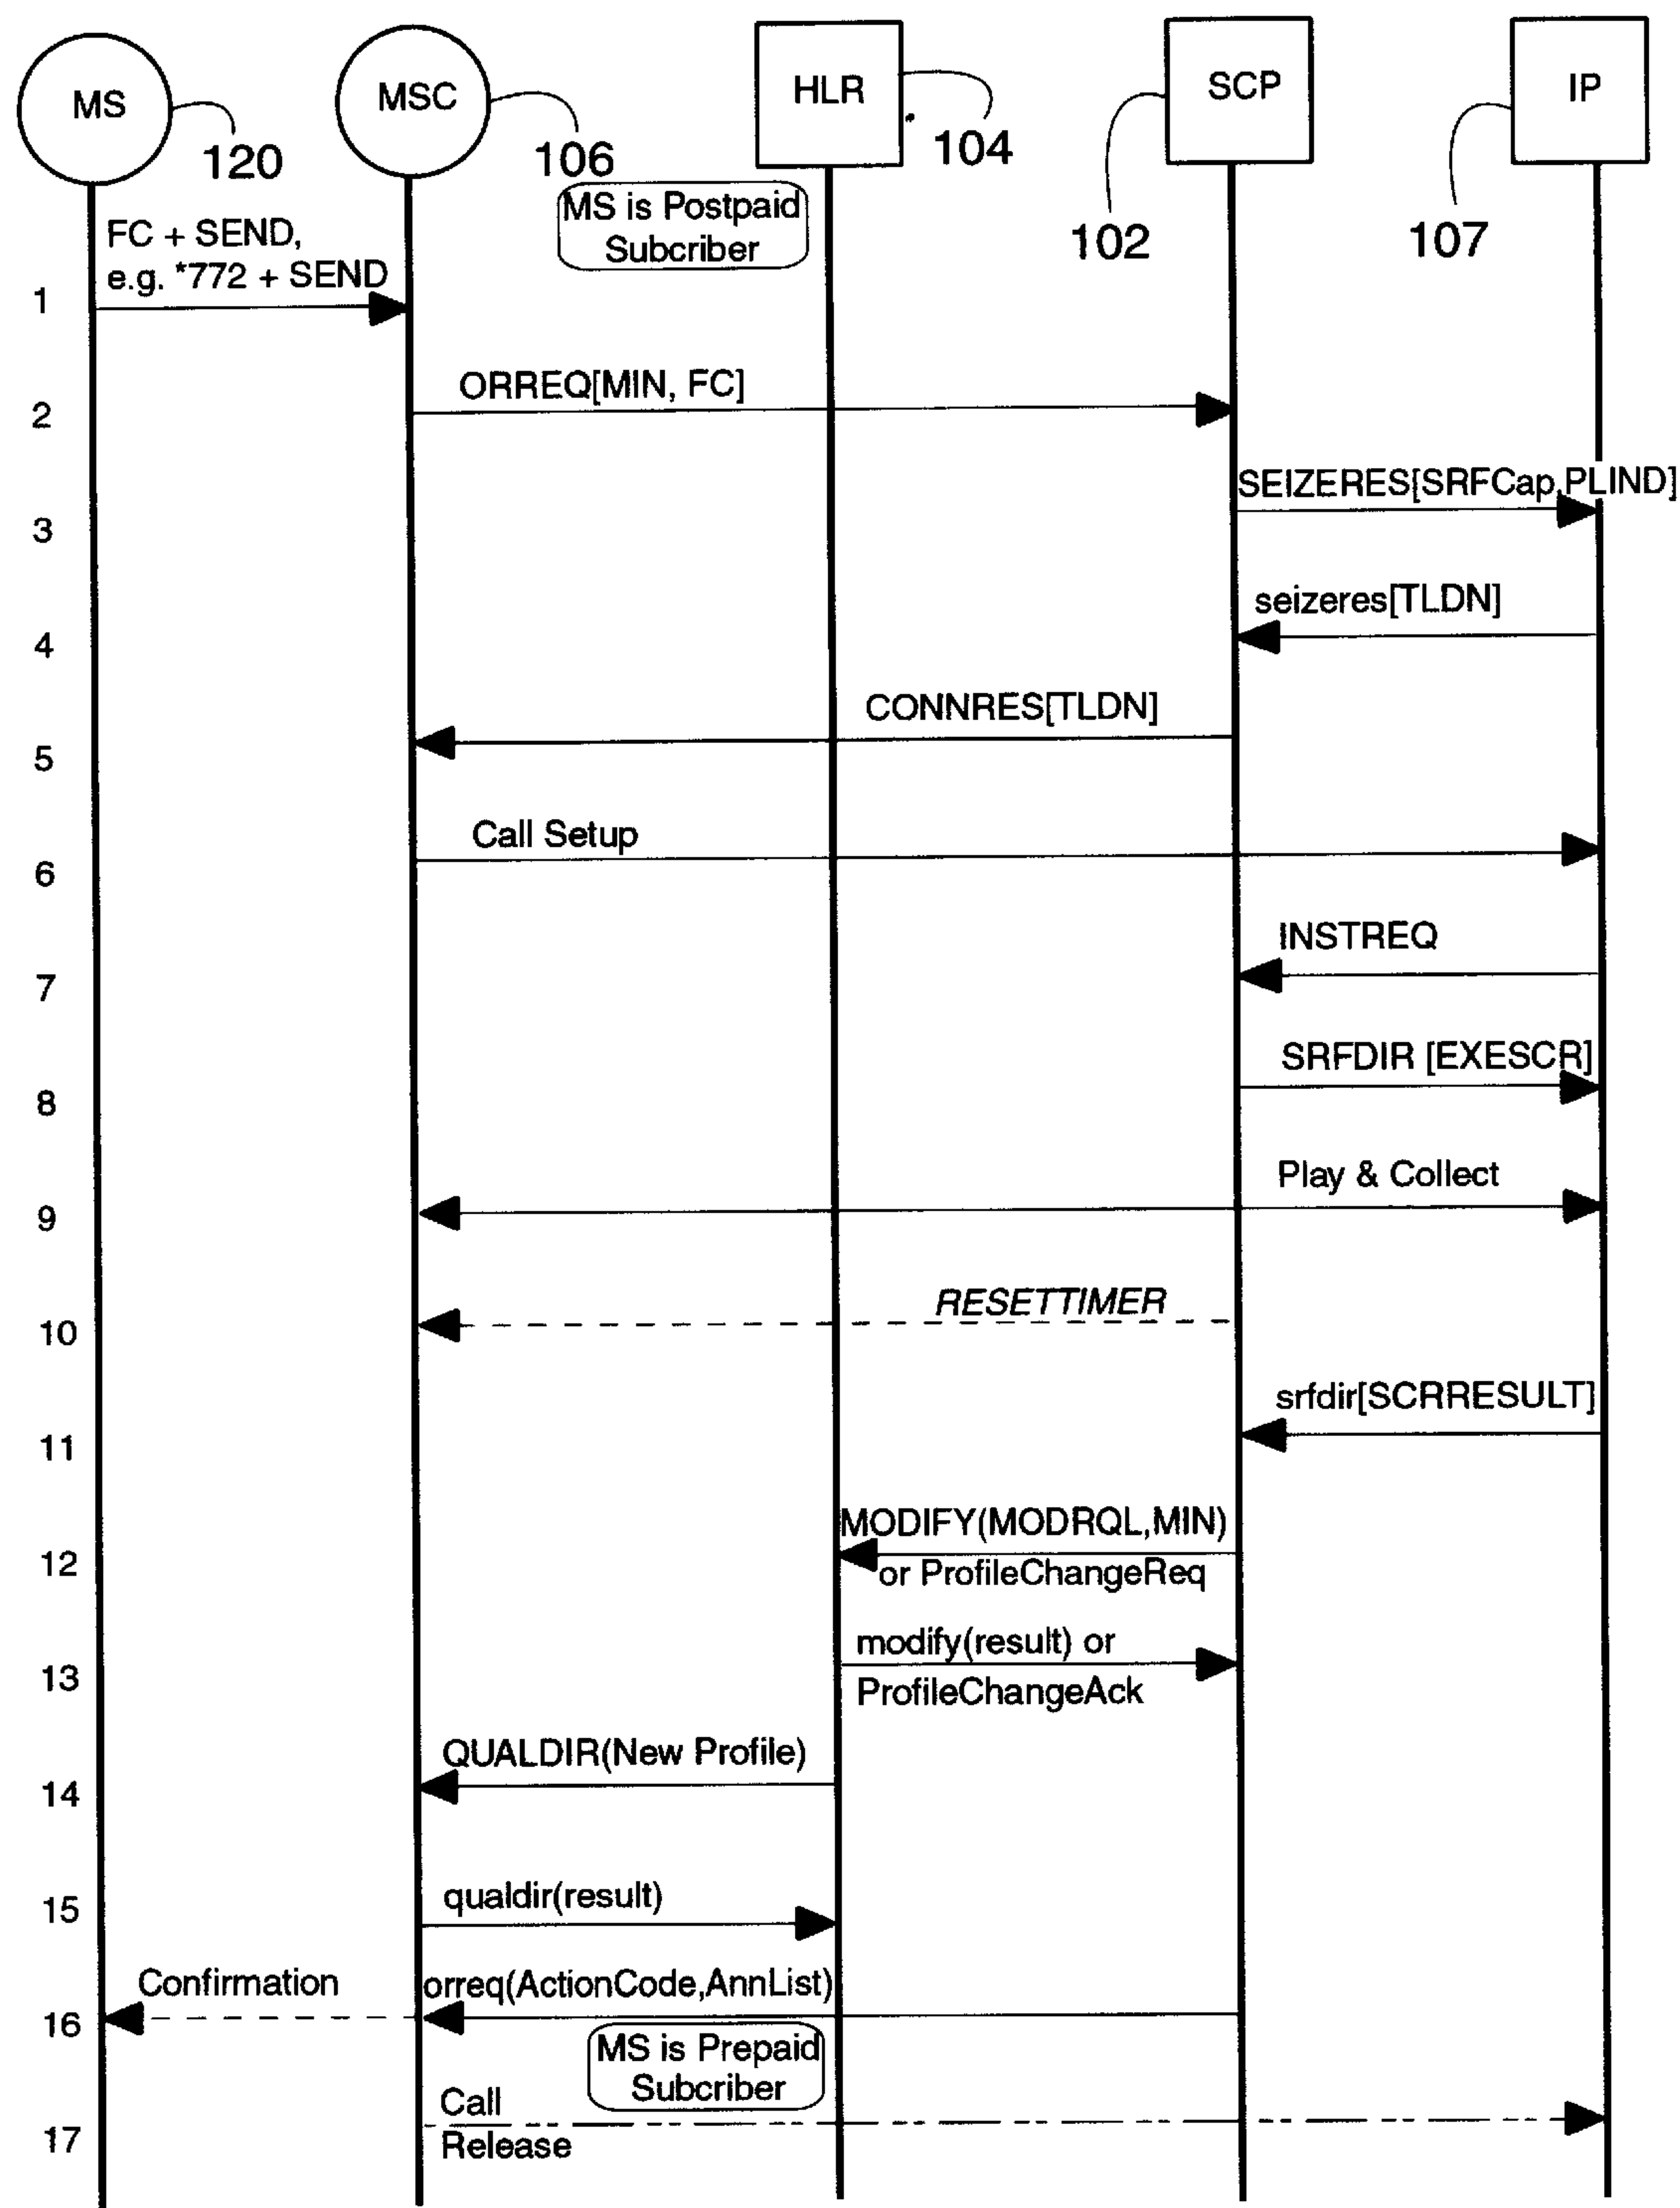 MS
MSC
HLR
SCP
IP
120
106
104
102
107
MS is Postpaid
Subcriber
FC + SEND,
e.g. *772 + SEND
1
ORREQ[MIN, FC]
2
SEIZERES[SRFCap,PLIND]
3
seizeres[TLDN]
4
CONNRES[TLDN]
5
Call Setup
6
INSTREQ
7
SRFDIR [EXESCR]
8
Play & Collect
9
RESETTIMER
10
srfdir[SCRRESULT]
11
MODIFY(MODRQL,MIN)
or ProfileChangeReq
12
modify(result) or
ProfileChangeAck
13
QUALDIR(New Profile)
14
qualdir(result)
15
Confirmation
orreq(ActionCode,AnnList)
16
MS is Prepaid
Subcriber
Call
Release
17